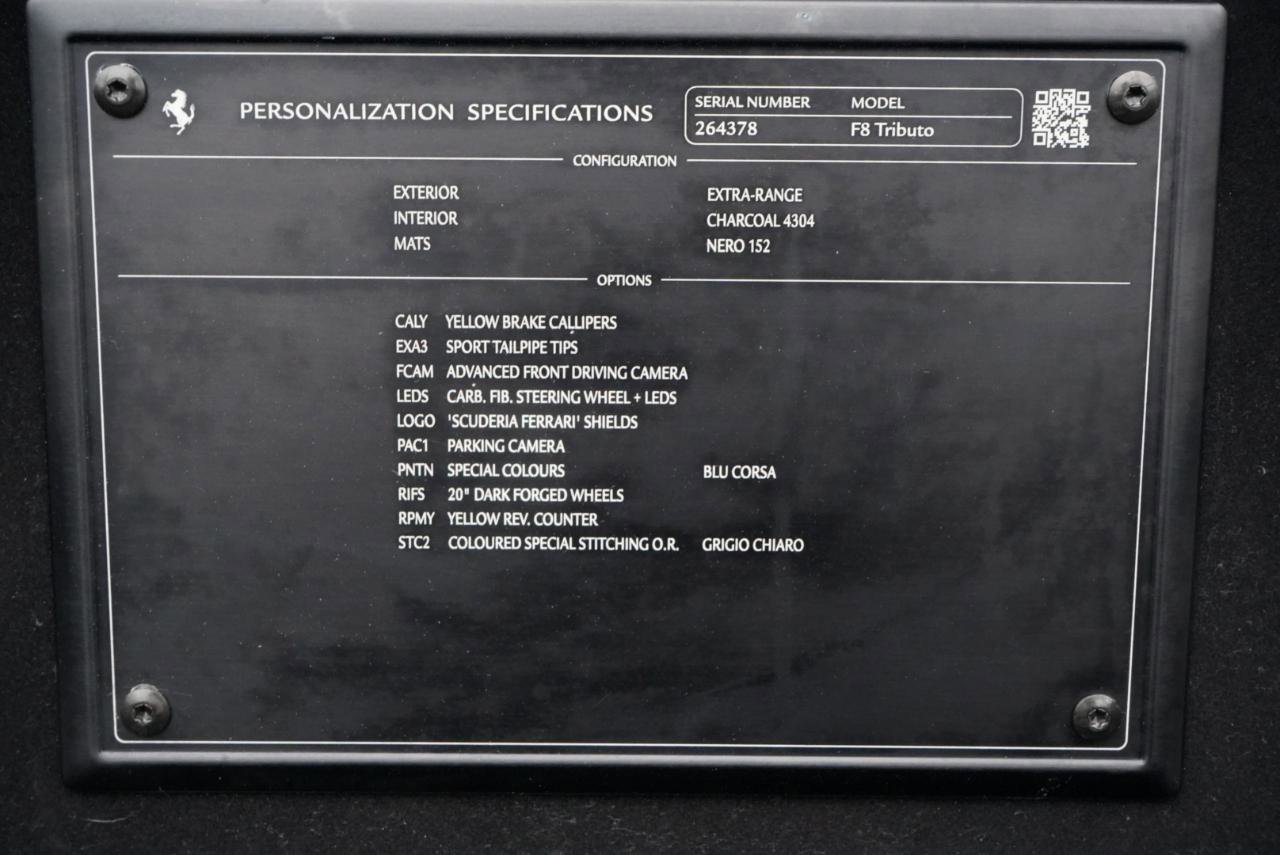 PERSONALIZATION SPECIFICATIONS
SERIAL NUMBER MODEL
264378 F8 Tributo
CONFIGURATION
EXTERIOR EXTRA-RANGE
INTERIOR CHARCOAL 4304
MATS NERO 152
OPTIONS
CALY YELLOW BRAKE CALLIPERS
EXA3 SPORT TAILPIPE TIPS
FCAM ADVANCED FRONT DRIVING CAMERA
LEDS CARB. FIB. STEERING WHEEL + LEDS
LOGO 'SCUDERIA FERRARI' SHIELDS
PAC1 PARKING CAMERA
PNTN SPECIAL COLOURS BLU CORSA
RIFS 20" DARK FORGED WHEELS
RPMY YELLOW REV. COUNTER
STC2 COLOURED SPECIAL STITCHING O.R. GRIGIO CHIARO